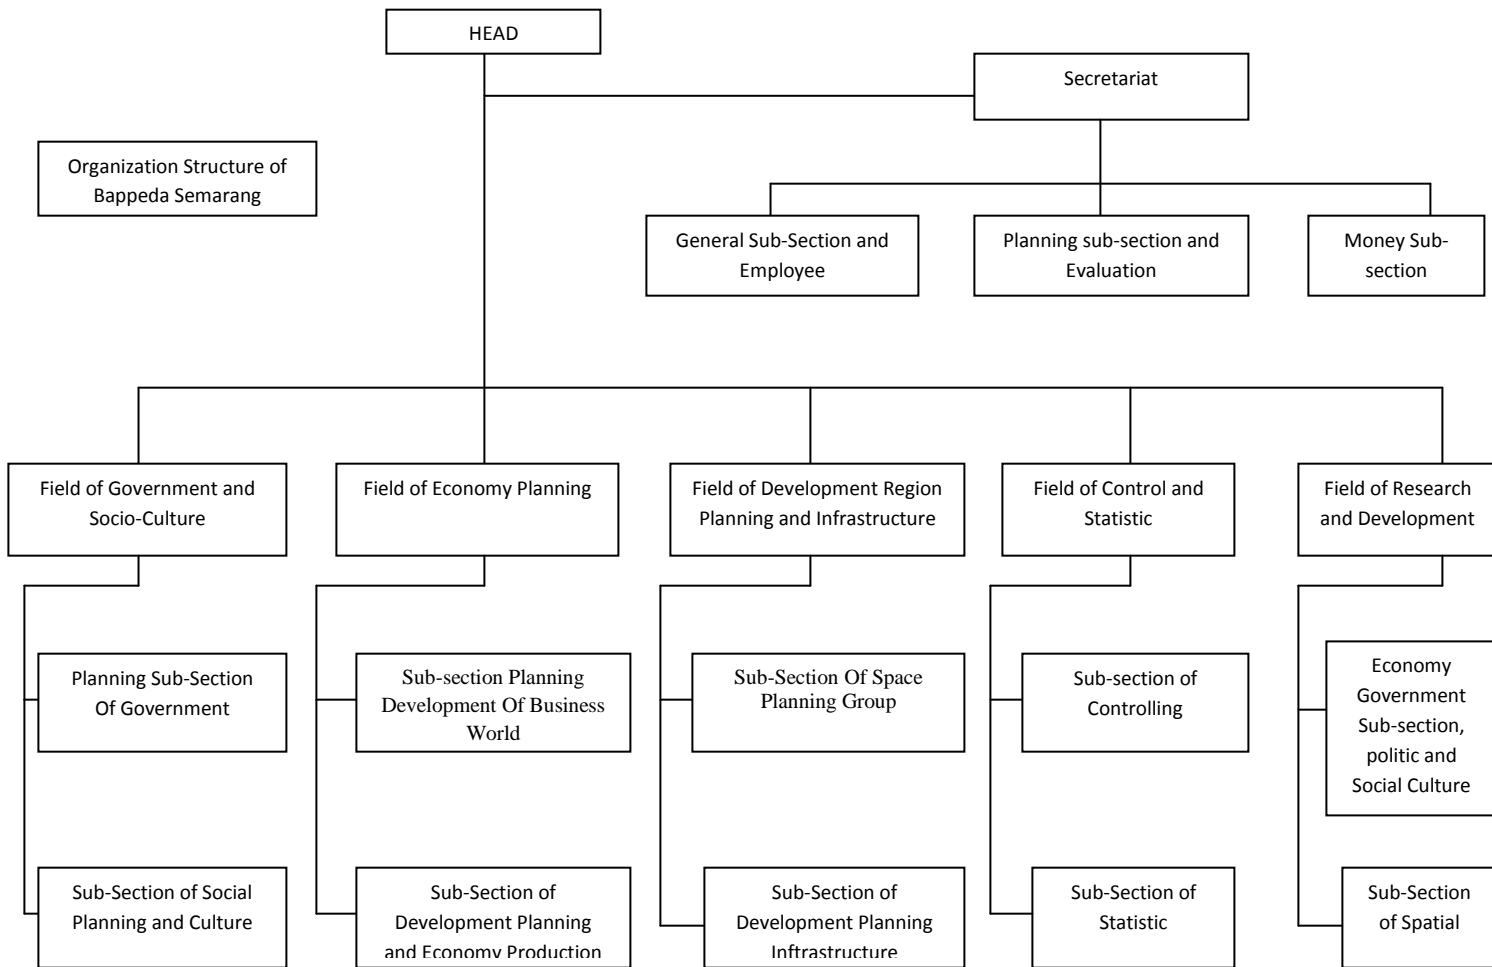 HEAD
Secretariat
Organization Structure of
Bappeda Semarang
General Sub-Section and
Employee
Planning sub-section and
Evaluation
Money Sub-
section
Field of Government and
Socio-Culture
Field of Economy Planning
Field of Development Region
Planning and Infrastructure
Field of Control and
Statistic
Field of Research
and Development
Planning Sub-Section
Of Government
Sub-section Planning
Development Of Business
World
Sub-Section Of Space
Planning Group
Sub-section of
Controlling
Economy
Government
Sub-section,
politic and
Social Culture
Sub-Section of Social
Planning and Culture
Sub-Section of
Development Planning
and Economy Production
Sub-Section of
Development Planning
Inftrastructure
Sub-Section of
Statistic
Sub-Section
of Spatial